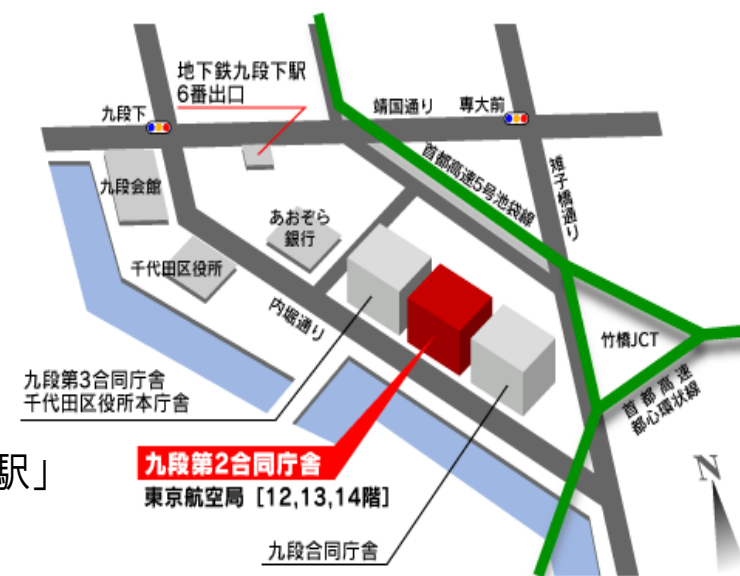 地下鉄九段下駅
6番出口
九段下
靖国通り
専大前
首都高速5号池袋線
雉子橋通り
九段会館
あおぞら
銀行
千代田区役所
内堀通り
竹橋JCT
首都高速
都心環状線
九段第3合同庁舎
千代田区役所本庁舎
駅」
九段第2合同庁舎
東京航空局［12,13,14階］
九段合同庁舎
N